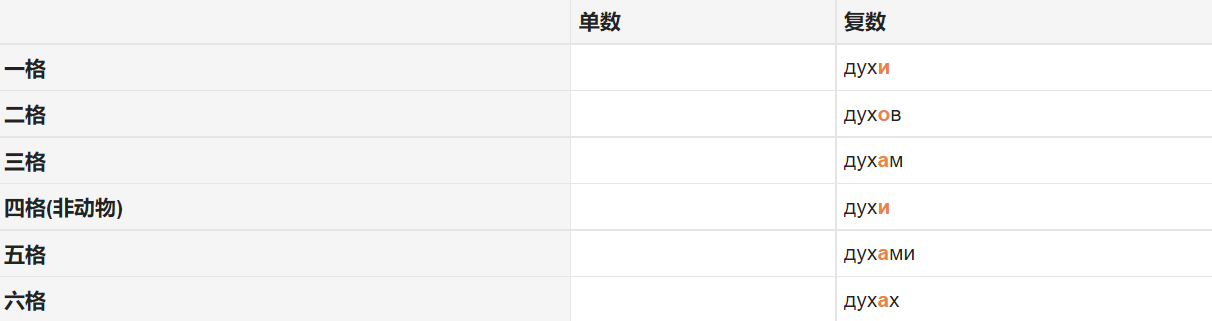 单数 复数
一格 духи
二格 духов
三格 духам
四格(非动物) духи
五格 духами
六格 духах